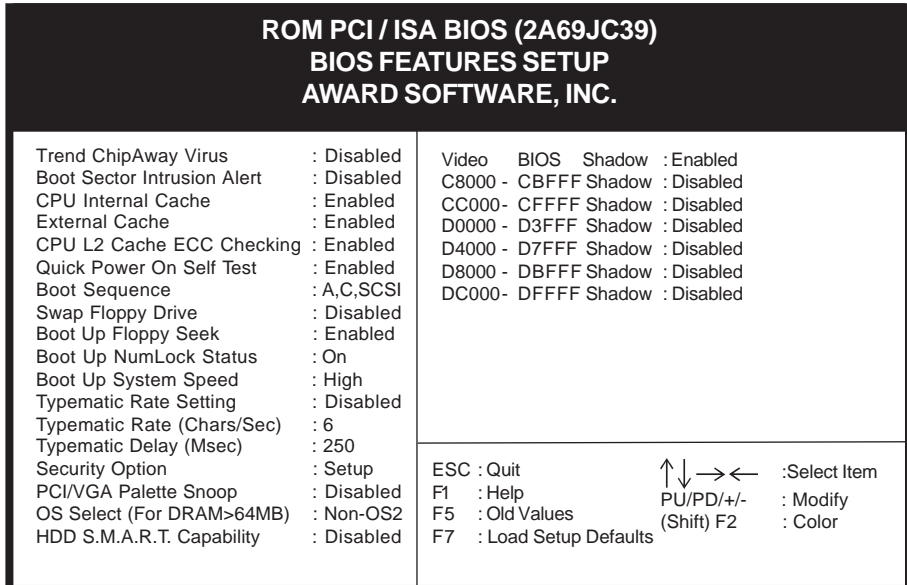 ROM PCI / ISA BIOS (2A69JC39)
BIOS FEATURES SETUP
AWARD SOFTWARE, INC.
Trend ChipAway Virus : Disabled
Boot Sector Intrusion Alert : Disabled
CPU Internal Cache : Enabled
External Cache : Enabled
CPU L2 Cache ECC Checking : Enabled
Quick Power On Self Test : Enabled
Boot Sequence : A,C,SCSI
Swap Floppy Drive : Disabled
Boot Up Floppy Seek : Enabled
Boot Up NumLock Status : On
Boot Up System Speed : High
Typematic Rate Setting : Disabled
Typematic Rate (Chars/Sec) : 6
Typematic Delay (Msec) : 250
Security Option : Setup
PCI/VGA Palette Snoop : Disabled
OS Select (For DRAM>64MB) : Non-OS2
HDD S.M.A.R.T. Capability : Disabled
Video BIOS Shadow : Enabled
C8000 - CBFFF Shadow : Disabled
CC000- CFFFF Shadow : Disabled
D0000 - D3FFF Shadow : Disabled
D4000 - D7FFF Shadow : Disabled
D8000 - DBFFF Shadow : Disabled
DC000- DFFFF Shadow : Disabled
ESC : Quit ↑↓→← :Select Item
F1 : Help PU/PD/+/- : Modify
F5 : Old Values (Shift) F2 : Color
F7 : Load Setup Defaults